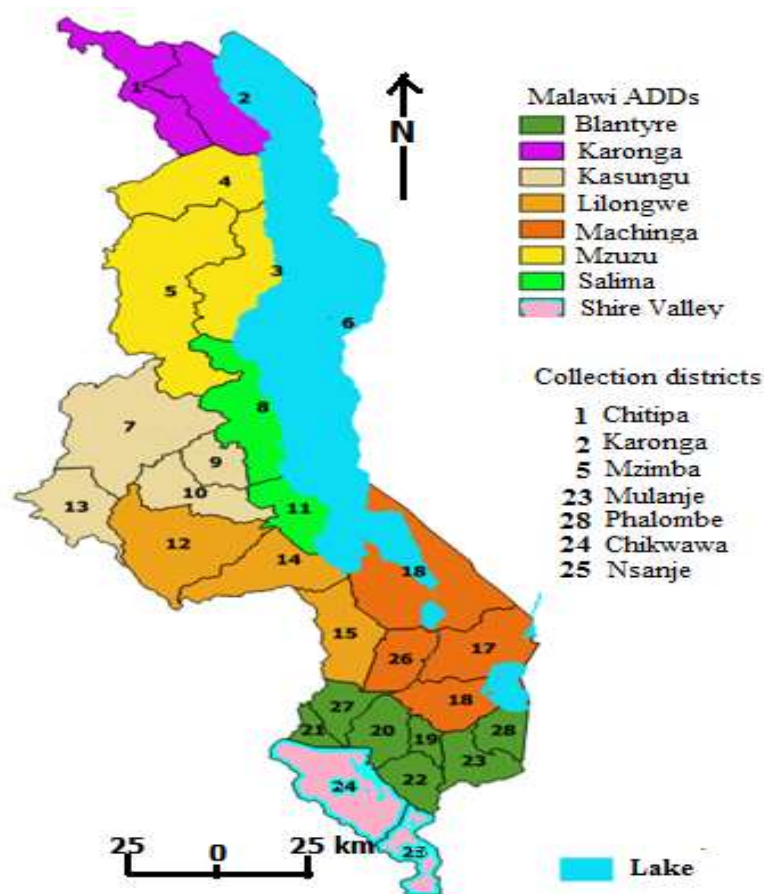 1
2
N
4
3
5
6
7
8
9
10
13
11
12
14
18
15
17
26
18
27
21
20
19
28
23
22
24
23
25 0 25 km
Malawi ADDs
Blantyre
Karonga
Kasungu
Lilongwe
Machinga
Mzuzu
Salima
Shire Valley
Collection districts
1 Chitipa
2 Karonga
5 Mzimba
23 Mulanje
28 Phalombe
24 Chikwawa
25 Nsanje
Lake